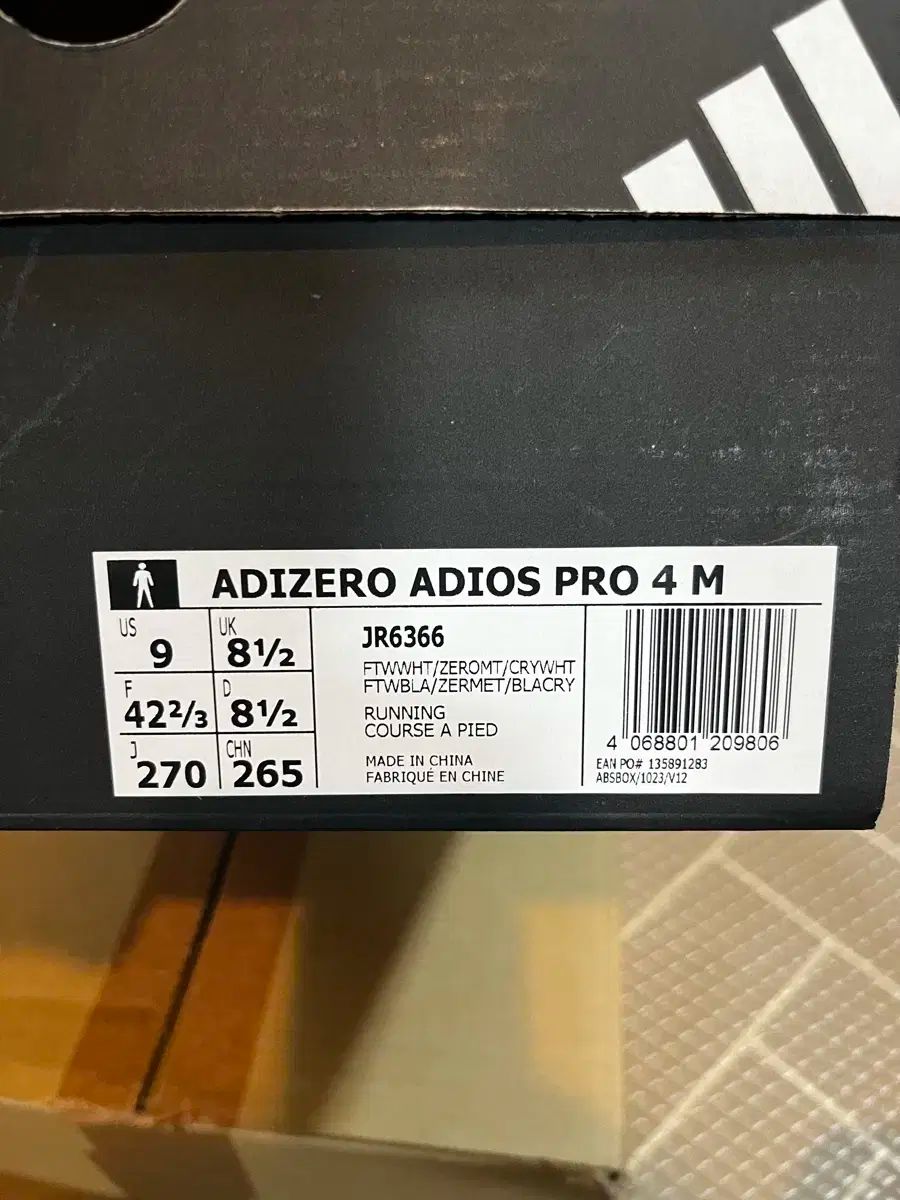 ADIZERO ADIOS PRO 4 M
US 9
UK 8½
F 42⅔
D 8½
J 270
CHN 265
JR6366
FTWWHT/ZEROMT/CRYWHT
FTWBLA/ZERMET/BLACRY
RUNNING
COURSE A PIED
MADE IN CHINA
FABRIQUÉ EN CHINE
4 068801 209806
EAN PO# 135891283
ABSBOX/1023/V12